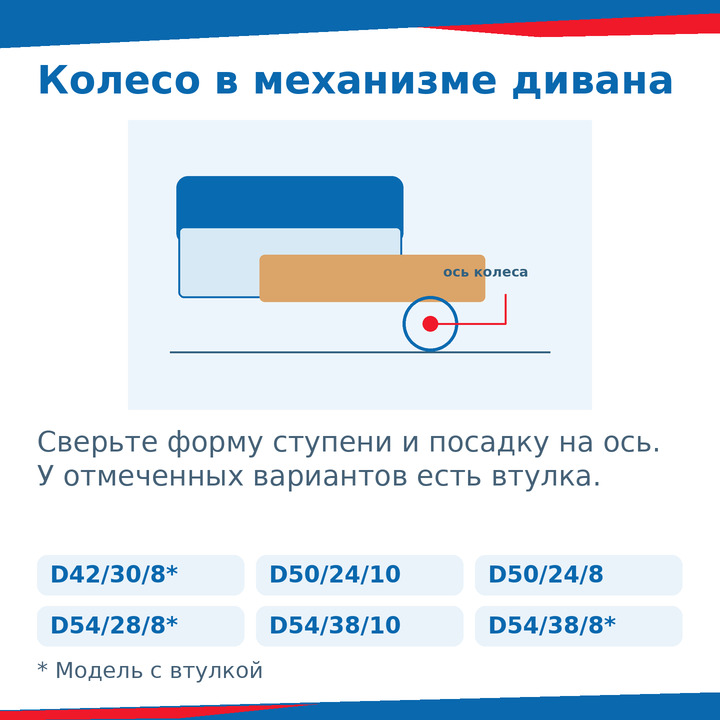 Колесо в механизме дивана
ось колеса
Сверьте форму ступени и посадку на ось.
У отмеченных вариантов есть втулка.
D42/30/8*
D50/24/10
D50/24/8
D54/28/8*
D54/38/10
D54/38/8*
* Модель с втулкой